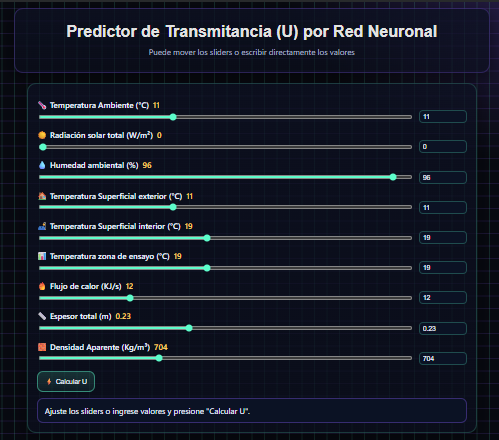 Predictor de Transmitancia (U) por Red Neuronal
Puede mover los sliders o escribir directamente los valores
Temperatura Ambiente (°C) 11
11
Radiación solar total (W/m²) 0
0
Humedad ambiental (%) 96
96
Temperatura Superficial exterior (°C) 11
11
Temperatura Superficial interior (°C) 19
19
Temperatura zona de ensayo (°C) 19
19
Flujo de calor (KJ/s) 12
12
Espesor total (m) 0.23
0.23
Densidad Aparente (Kg/m³) 704
704
Calcular U
Ajuste los sliders o ingrese valores y presione "Calcular U".